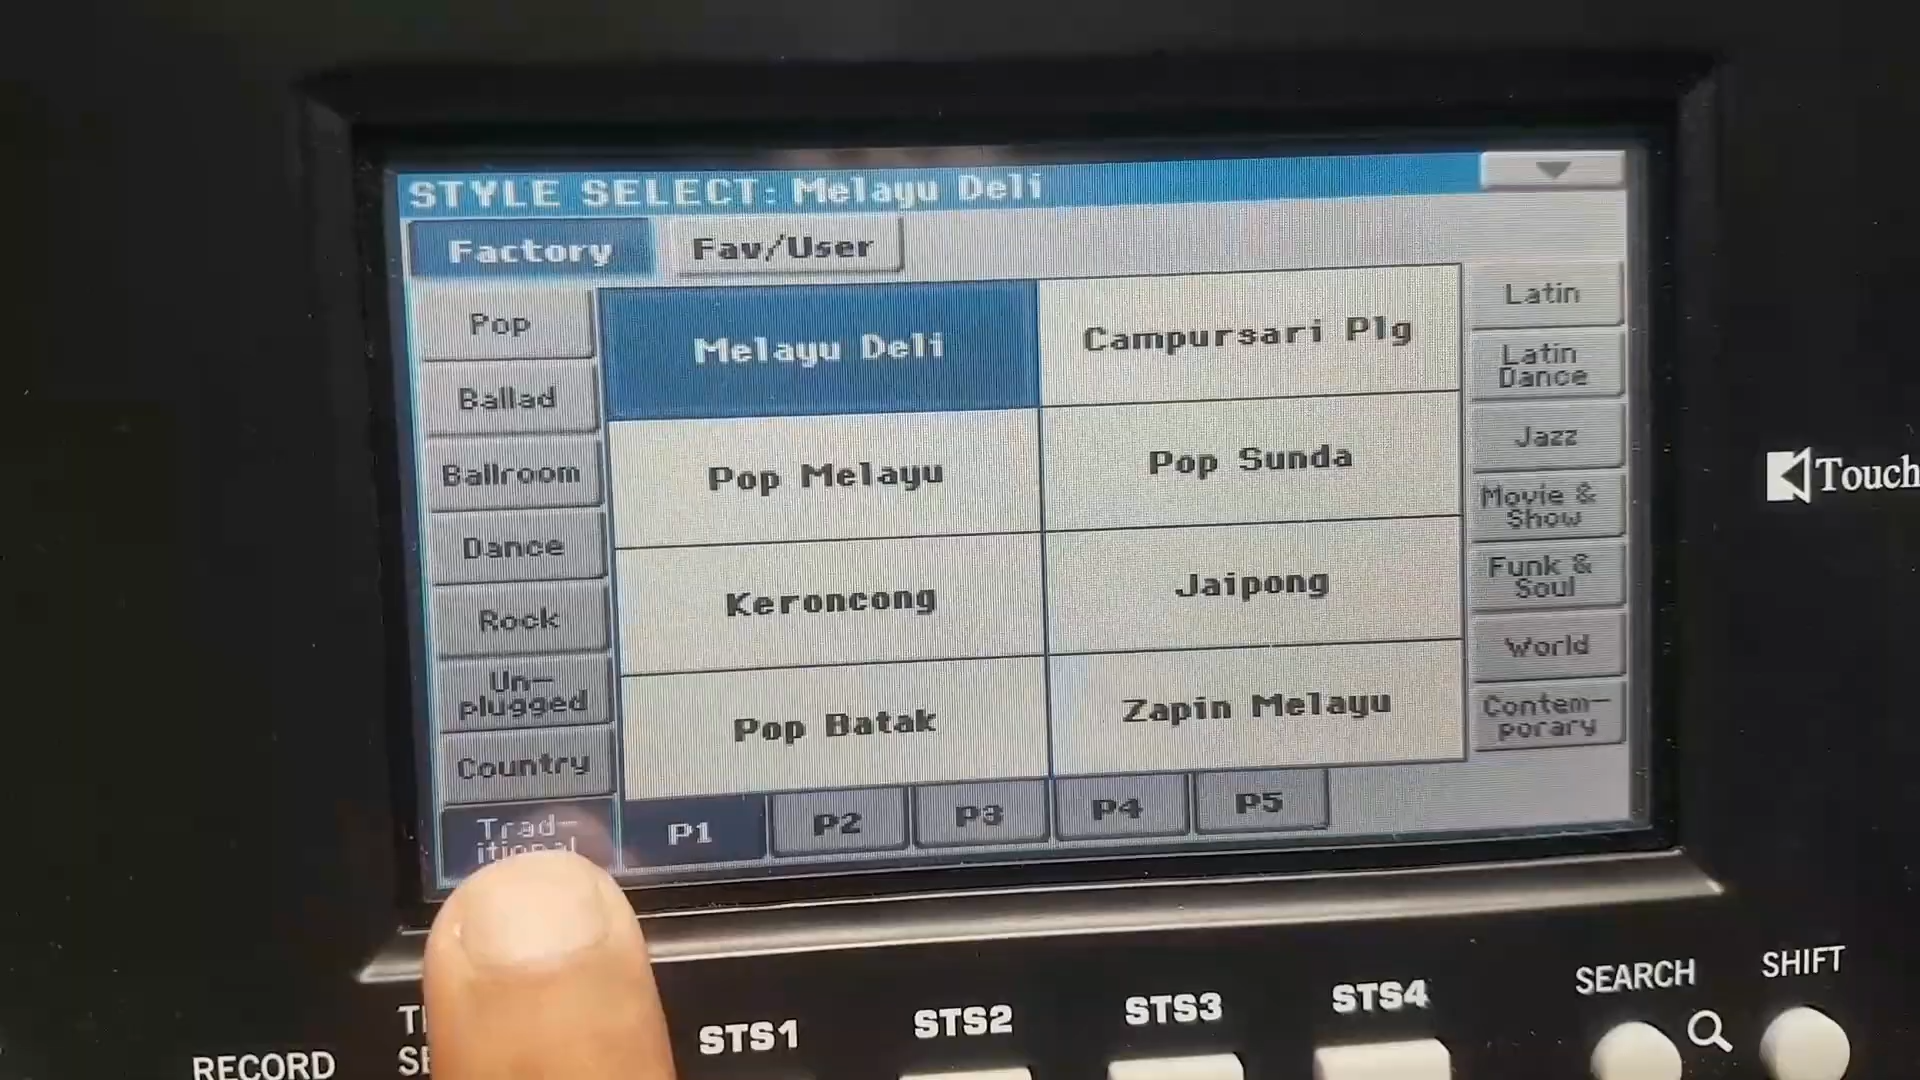 STYLE SELECT: Melayu Deli
Factory
Fav/User
Pop
Ballad
Ballroom
Dance
Rock
Un-
plugged
Country
Trad-
itional
Melayu Deli
Campursari Plg
Pop Melayu
Pop Sunda
Keroncong
Jaipong
Pop Batak
Zapin Melayu
Latin
Latin
Dance
Jazz
Movie &
Show
Funk &
Soul
World
Contem-
porary
P1
P2
P3
P4
P5
Touch
RECORD
STS1
STS2
STS3
STS4
SEARCH
SHIFT